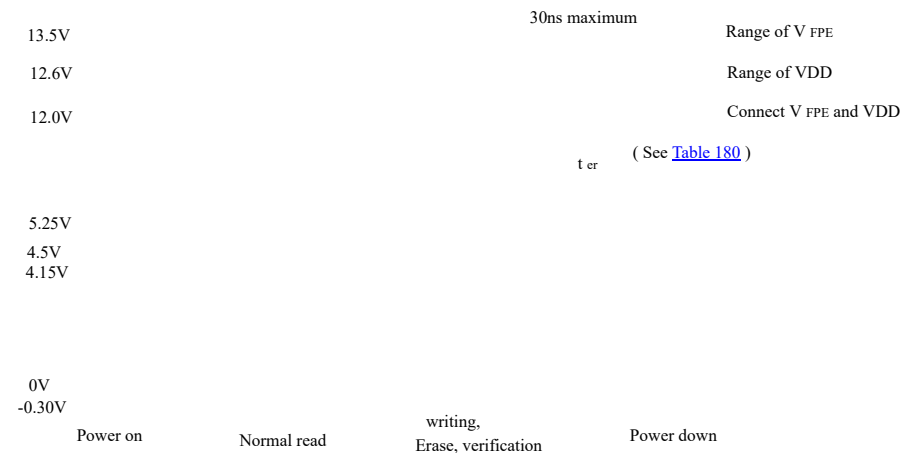 30ns maximum
13.5V
Range of V FPE
12.6V
Range of VDD
12.0V
Connect V FPE and VDD
t er
( See Table 180 )
5.25V
4.5V
4.15V
0V
-0.30V
Power on
Normal read
writing,
Erase, verification
Power down